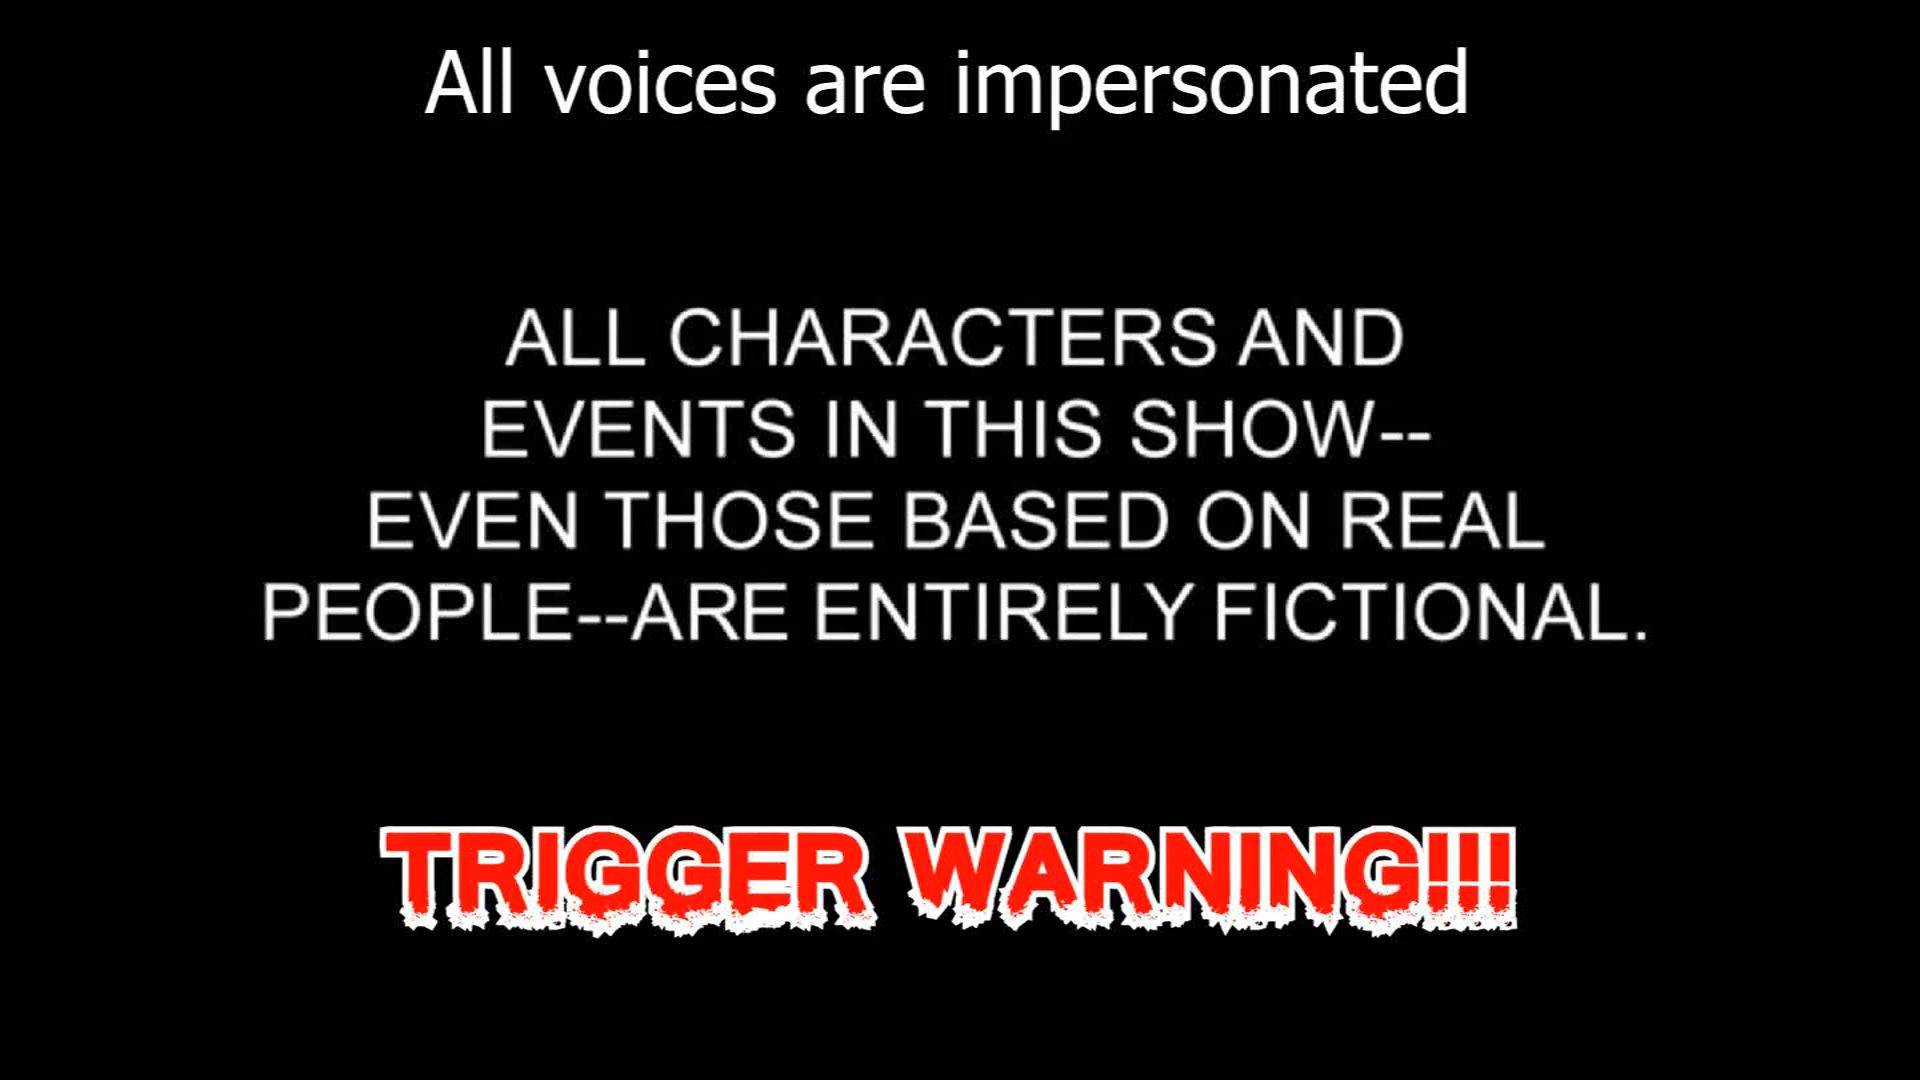 All voices are impersonated
ALL CHARACTERS AND
EVENTS IN THIS SHOW--
EVEN THOSE BASED ON REAL
PEOPLE--ARE ENTIRELY FICTIONAL.
TRIGGER WARNING!!!